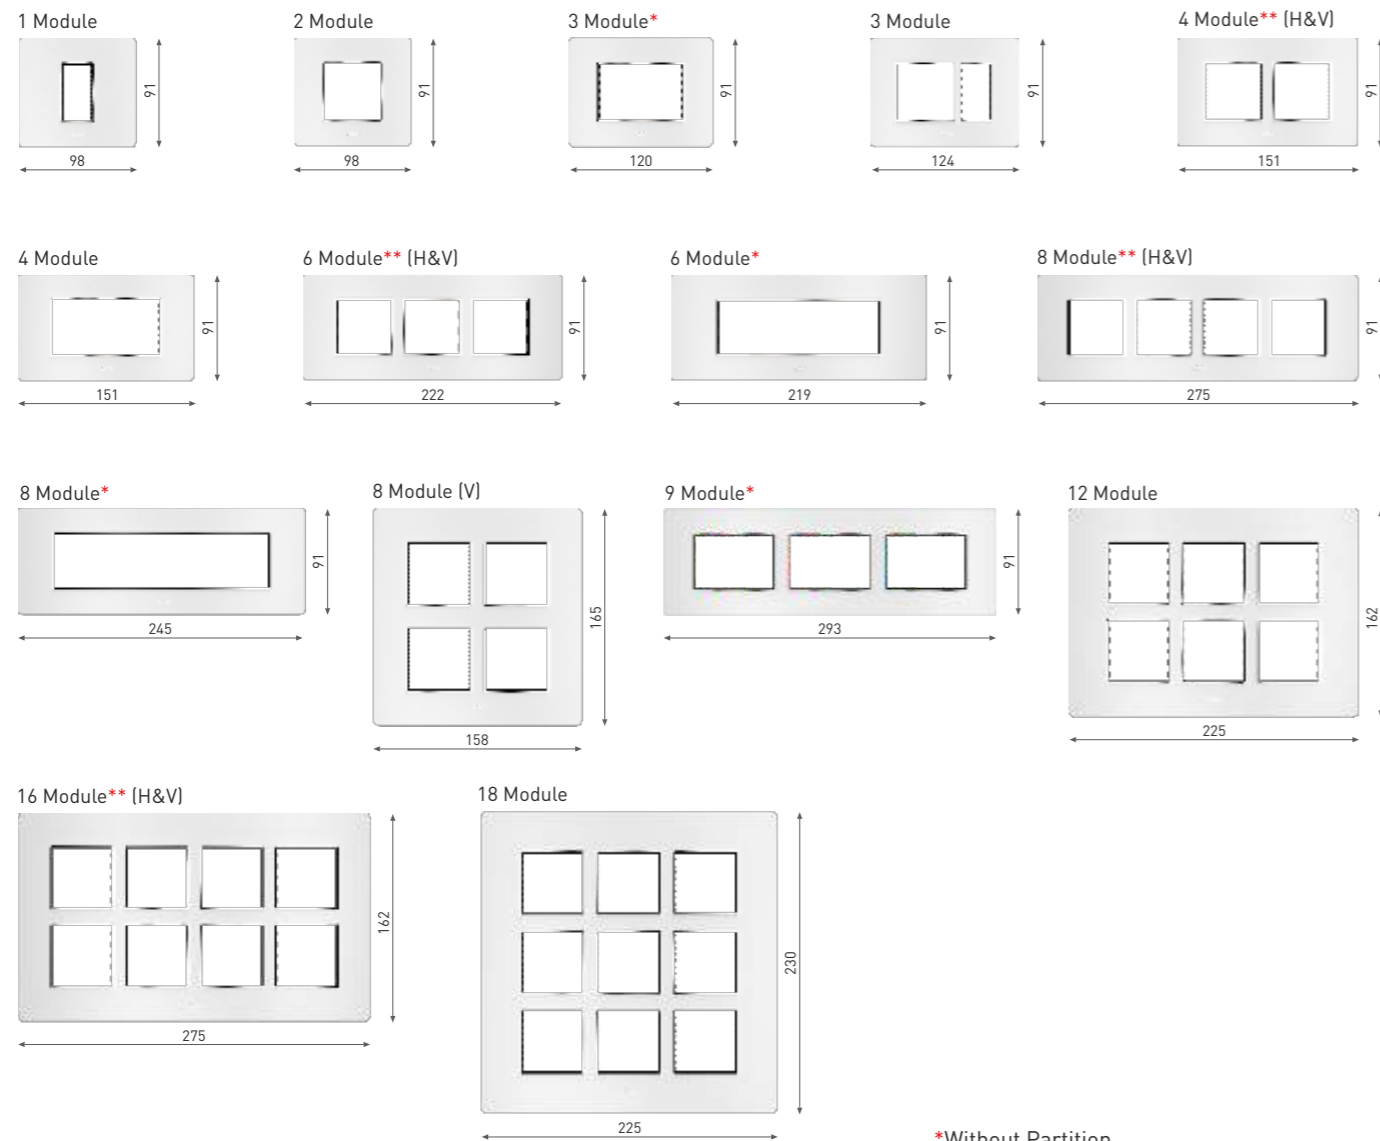 1 Module
2 Module
3 Module*
3 Module
4 Module** (H&V)
91
91
91
91
91
98
98
120
124
151
4 Module
6 Module** (H&V)
6 Module*
8 Module** (H&V)
91
91
91
91
151
222
219
275
8 Module*
8 Module (V)
9 Module*
12 Module
91
165
91
162
245
158
293
225
16 Module** (H&V)
18 Module
162
230
275
225
*Without Partition